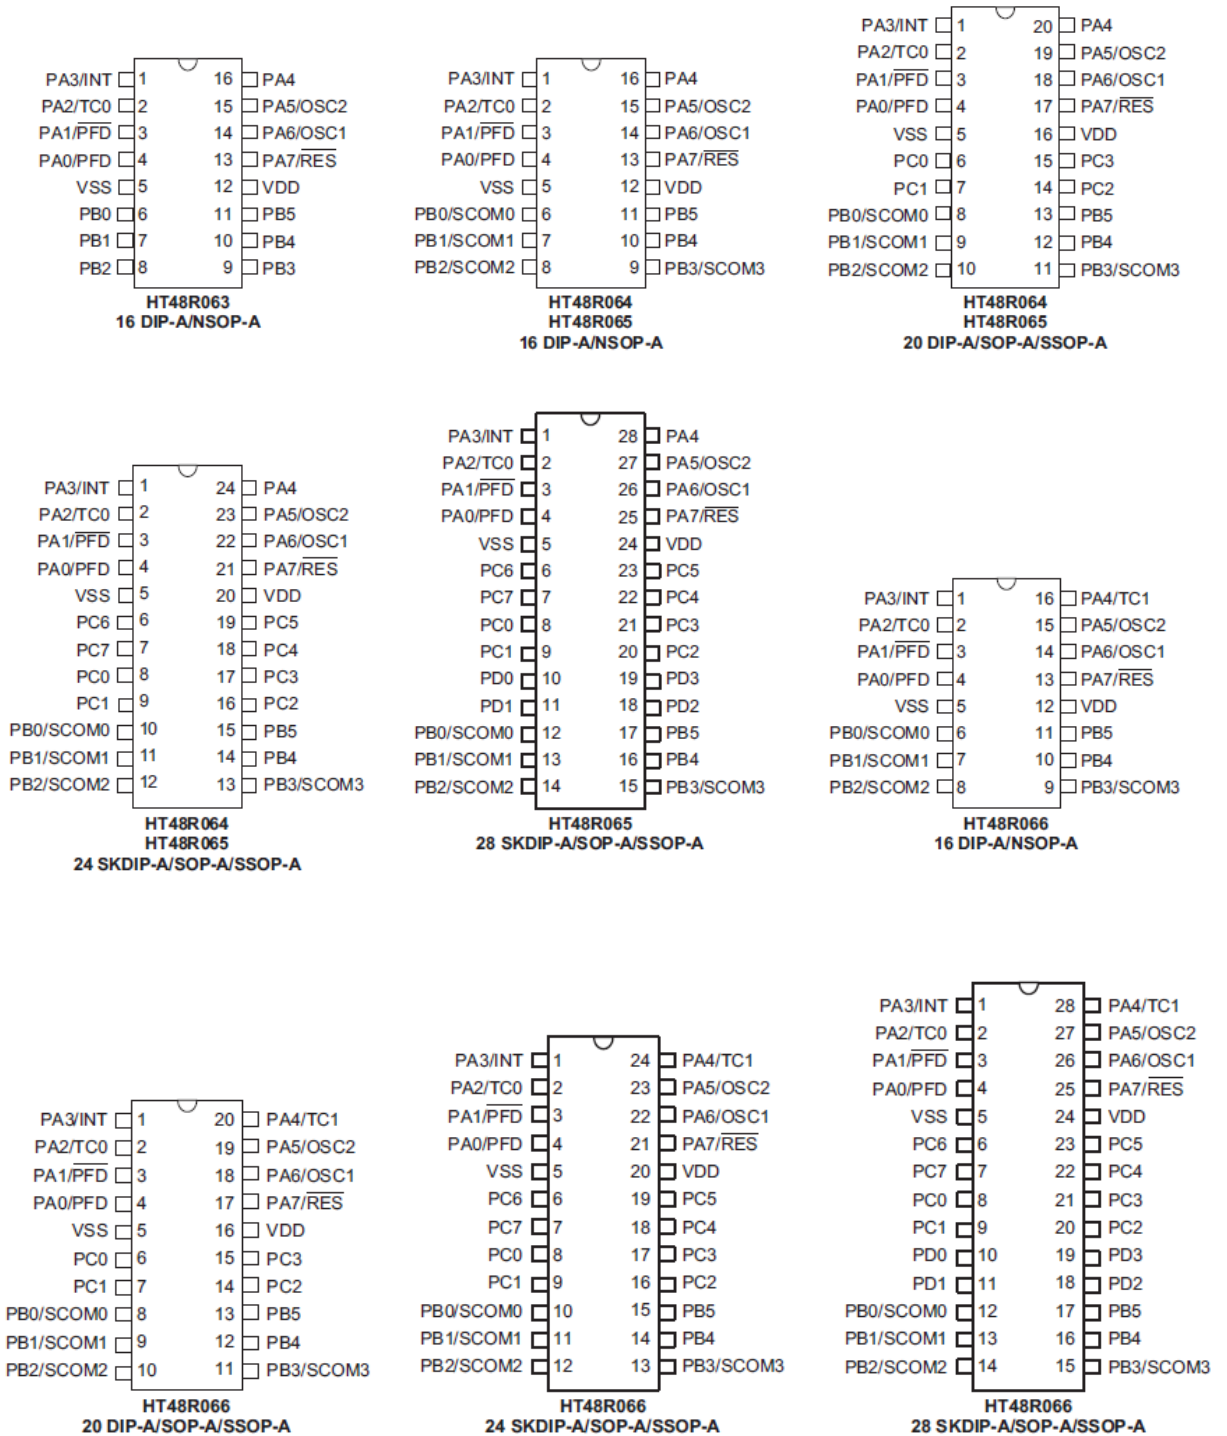 PA3/INT 1 16 PA4
PA2/TC0 2 15 PA5/OSC2
PA1/P̅F̅D̅ 3 14 PA6/OSC1
PA0/PFD 4 13 PA7/R̅E̅S̅
VSS 5 12 VDD
PB0 6 11 PB5
PB1 7 10 PB4
PB2 8 9 PB3
HT48R063
16 DIP-A/NSOP-A
PA3/INT 1 16 PA4
PA2/TC0 2 15 PA5/OSC2
PA1/P̅F̅D̅ 3 14 PA6/OSC1
PA0/PFD 4 13 PA7/R̅E̅S̅
VSS 5 12 VDD
PB0/SCOM0 6 11 PB5
PB1/SCOM1 7 10 PB4
PB2/SCOM2 8 9 PB3/SCOM3
HT48R064
HT48R065
16 DIP-A/NSOP-A
PA3/INT 1 20 PA4
PA2/TC0 2 19 PA5/OSC2
PA1/P̅F̅D̅ 3 18 PA6/OSC1
PA0/PFD 4 17 PA7/R̅E̅S̅
VSS 5 16 VDD
PC0 6 15 PC3
PC1 7 14 PC2
PB0/SCOM0 8 13 PB5
PB1/SCOM1 9 12 PB4
PB2/SCOM2 10 11 PB3/SCOM3
HT48R064
HT48R065
20 DIP-A/SOP-A/SSOP-A
PA3/INT 1 24 PA4
PA2/TC0 2 23 PA5/OSC2
PA1/P̅F̅D̅ 3 22 PA6/OSC1
PA0/PFD 4 21 PA7/R̅E̅S̅
VSS 5 20 VDD
PC6 6 19 PC5
PC7 7 18 PC4
PC0 8 17 PC3
PC1 9 16 PC2
PB0/SCOM0 10 15 PB5
PB1/SCOM1 11 14 PB4
PB2/SCOM2 12 13 PB3/SCOM3
HT48R064
HT48R065
24 SKDIP-A/SOP-A/SSOP-A
PA3/INT 1 28 PA4
PA2/TC0 2 27 PA5/OSC2
PA1/P̅F̅D̅ 3 26 PA6/OSC1
PA0/PFD 4 25 PA7/R̅E̅S̅
VSS 5 24 VDD
PC6 6 23 PC5
PC7 7 22 PC4
PC0 8 21 PC3
PC1 9 20 PC2
PD0 10 19 PD3
PD1 11 18 PD2
PB0/SCOM0 12 17 PB5
PB1/SCOM1 13 16 PB4
PB2/SCOM2 14 15 PB3/SCOM3
HT48R065
28 SKDIP-A/SOP-A/SSOP-A
PA3/INT 1 16 PA4/TC1
PA2/TC0 2 15 PA5/OSC2
PA1/P̅F̅D̅ 3 14 PA6/OSC1
PA0/PFD 4 13 PA7/R̅E̅S̅
VSS 5 12 VDD
PB0/SCOM0 6 11 PB5
PB1/SCOM1 7 10 PB4
PB2/SCOM2 8 9 PB3/SCOM3
HT48R066
16 DIP-A/NSOP-A
PA3/INT 1 20 PA4/TC1
PA2/TC0 2 19 PA5/OSC2
PA1/P̅F̅D̅ 3 18 PA6/OSC1
PA0/PFD 4 17 PA7/R̅E̅S̅
VSS 5 16 VDD
PC0 6 15 PC3
PC1 7 14 PC2
PB0/SCOM0 8 13 PB5
PB1/SCOM1 9 12 PB4
PB2/SCOM2 10 11 PB3/SCOM3
HT48R066
20 DIP-A/SOP-A/SSOP-A
PA3/INT 1 24 PA4/TC1
PA2/TC0 2 23 PA5/OSC2
PA1/P̅F̅D̅ 3 22 PA6/OSC1
PA0/PFD 4 21 PA7/R̅E̅S̅
VSS 5 20 VDD
PC6 6 19 PC5
PC7 7 18 PC4
PC0 8 17 PC3
PC1 9 16 PC2
PB0/SCOM0 10 15 PB5
PB1/SCOM1 11 14 PB4
PB2/SCOM2 12 13 PB3/SCOM3
HT48R066
24 SKDIP-A/SOP-A/SSOP-A
PA3/INT 1 28 PA4/TC1
PA2/TC0 2 27 PA5/OSC2
PA1/P̅F̅D̅ 3 26 PA6/OSC1
PA0/PFD 4 25 PA7/R̅E̅S̅
VSS 5 24 VDD
PC6 6 23 PC5
PC7 7 22 PC4
PC0 8 21 PC3
PC1 9 20 PC2
PD0 10 19 PD3
PD1 11 18 PD2
PB0/SCOM0 12 17 PB5
PB1/SCOM1 13 16 PB4
PB2/SCOM2 14 15 PB3/SCOM3
HT48R066
28 SKDIP-A/SOP-A/SSOP-A